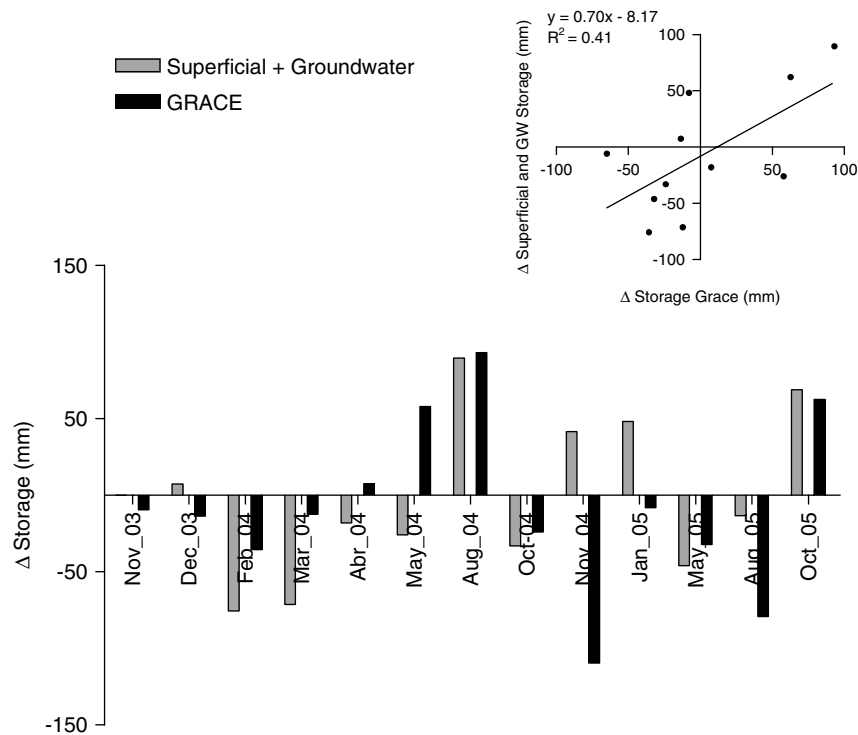 y = 0.70x - 8.17
R2 = 0.41
Superficial + Groundwater
GRACE
Δ Superficial and GW Storage (mm)
100
50
-100
-50
50
100
-50
-100
Δ Storage Grace (mm)
Δ Storage (mm)
150
50
-50
-150
Nov_03
Dec_03
Feb_04
Mar_04
Abr_04
May_04
Aug_04
Oct-04
Nov_04
Jan_05
May_05
Aug_05
Oct_05